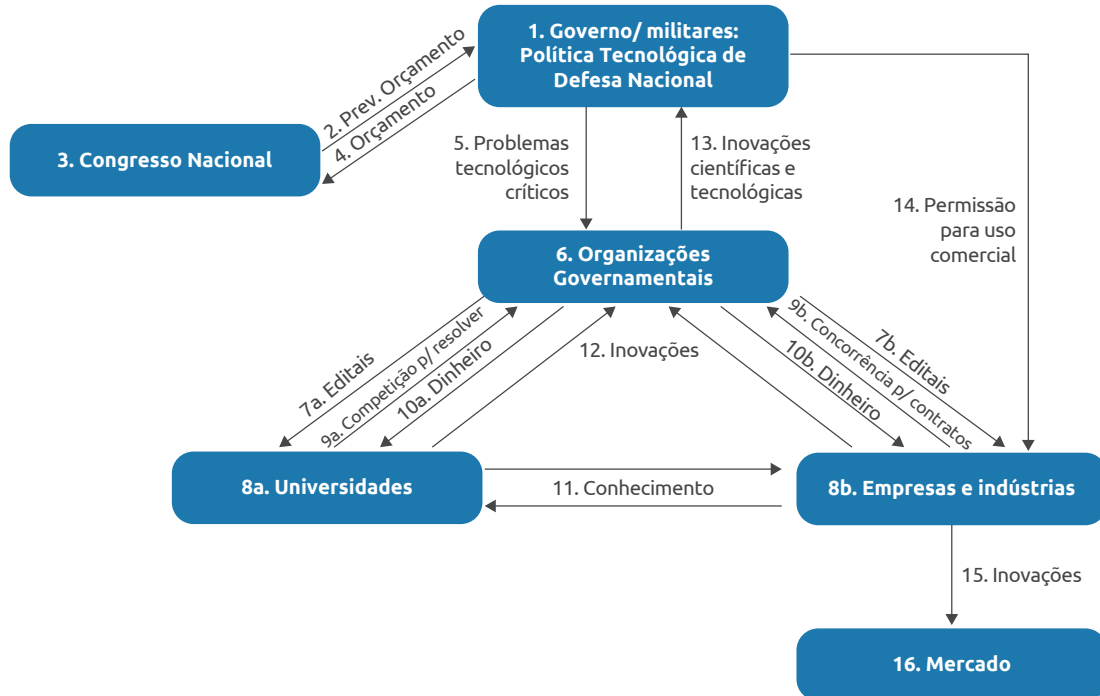 1. Governo/ militares:
Política Tecnológica de
Defesa Nacional
2. Prev. Orçamento
3. Congresso Nacional
4. Orçamento
5. Problemas
tecnológicos
críticos
13. Inovações
científicas e
tecnológicas
14. Permissão
para uso
comercial
6. Organizações
Governamentais
7a. Editais
9a. Competição p/ resolver
10a. Dinheiro
12. Inovações
10b. Dinheiro
9b. Concorrência p/ contratos
7b. Editais
8a. Universidades
11. Conhecimento
8b. Empresas e indústrias
15. Inovações
16. Mercado